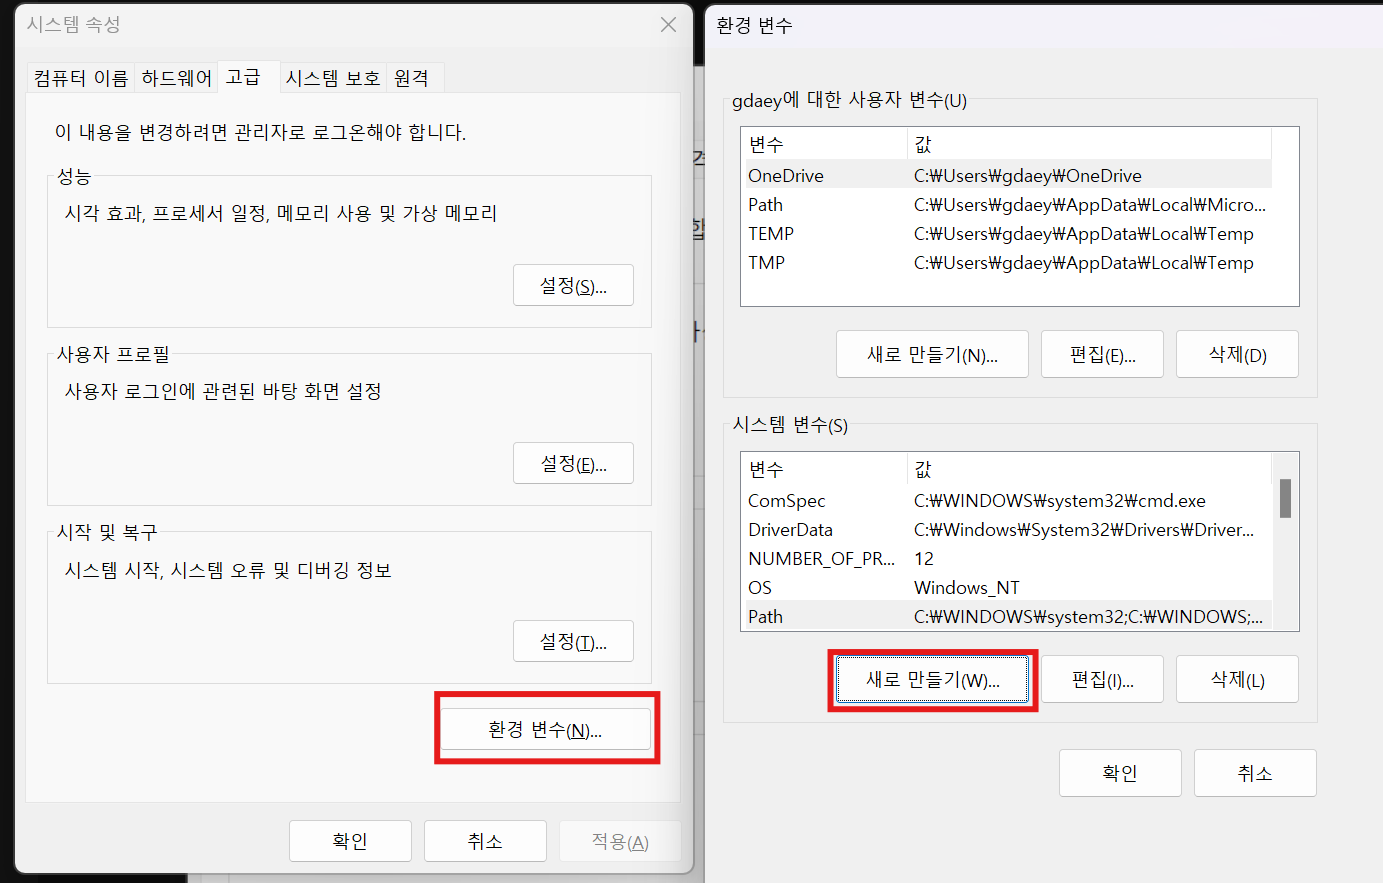 시스템 속성
컴퓨터 이름 하드웨어 고급 시스템 보호 원격
이 내용을 변경하려면 관리자로 로그온해야 합니다.
성능
시각 효과, 프로세서 일정, 메모리 사용 및 가상 메모리
설정(S)...
사용자 프로필
사용자 로그인에 관련된 바탕 화면 설정
설정(E)...
시작 및 복구
시스템 시작, 시스템 오류 및 디버깅 정보
설정(T)...
환경 변수(N)...
확인 취소 적용(A)
환경 변수
gdaey에 대한 사용자 변수(U)
변수 값
OneDrive C:₩Users₩gdaey₩OneDrive
Path C:₩Users₩gdaey₩AppData₩Local₩Micro...
TEMP C:₩Users₩gdaey₩AppData₩Local₩Temp
TMP C:₩Users₩gdaey₩AppData₩Local₩Temp
새로 만들기(N)... 편집(E)... 삭제(D)
시스템 변수(S)
변수 값
ComSpec C:₩WINDOWS₩system32₩cmd.exe
DriverData C:₩Windows₩System32₩Drivers₩Driver...
NUMBER_OF_PR... 12
OS Windows_NT
Path C:₩WINDOWS₩system32;C:₩WINDOWS;...
새로 만들기(W)... 편집(I)... 삭제(L)
확인 취소